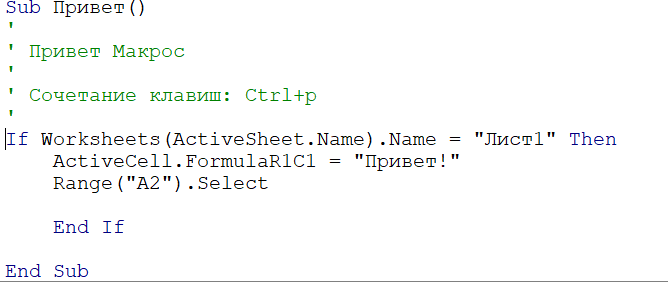 Sub Привет()
'
' Привет Макрос
'
' Сочетание клавиш: Ctrl+p
'
If Worksheets(ActiveSheet.Name).Name = "Лист1" Then
    ActiveCell.FormulaR1C1 = "Привет!"
    Range("A2").Select
    End If
End Sub